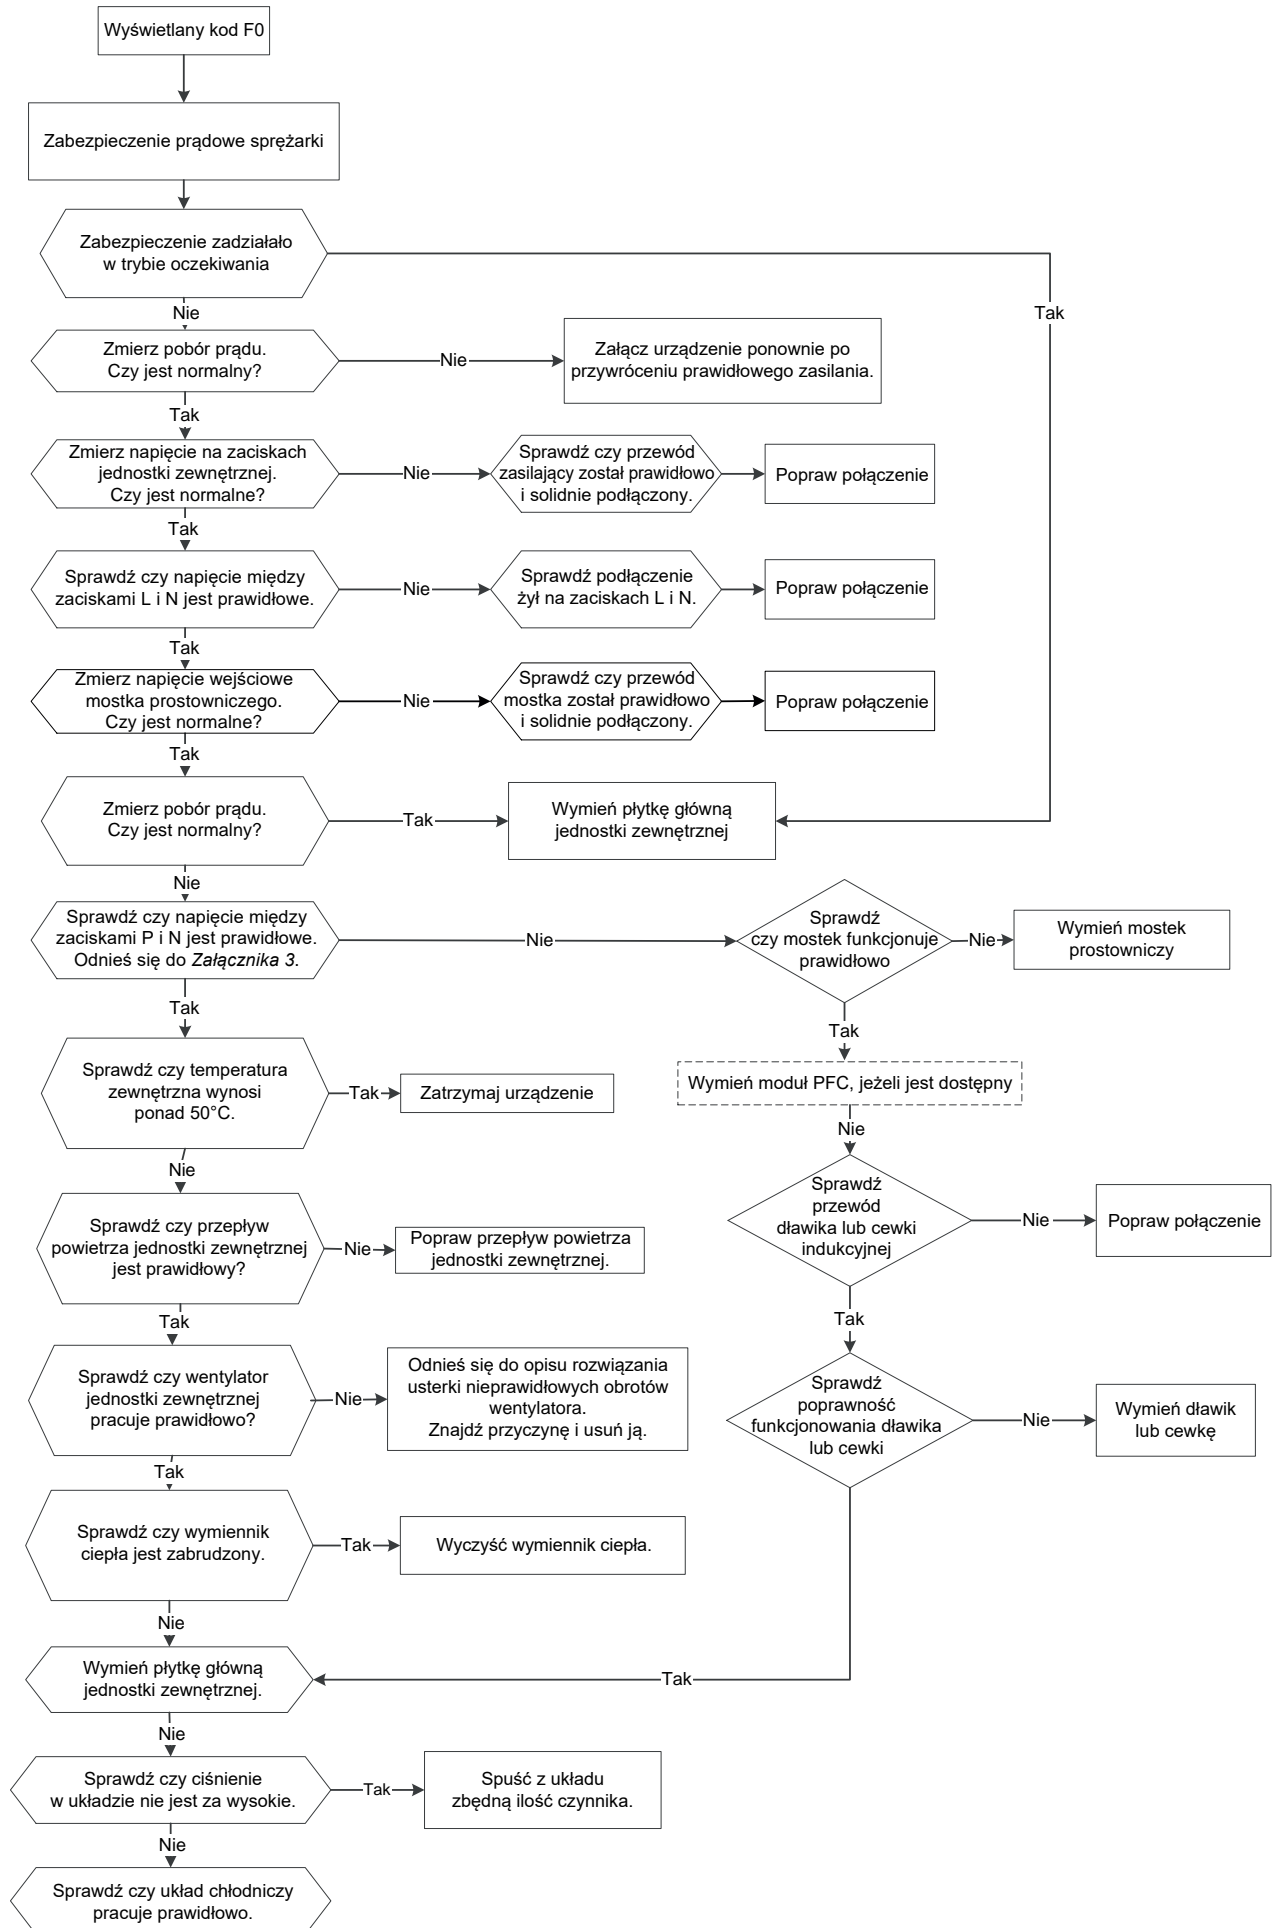 Wyświetlany kod F0
Zabezpieczenie prądowe sprężarki
Zabezpieczenie zadziałało
w trybie oczekiwania
Nie
Tak
Zmierz pobór prądu.
Czy jest normalny?
Nie
Załącz urządzenie ponownie po
przywróceniu prawidłowego zasilania.
Tak
Zmierz napięcie na zaciskach
jednostki zewnętrznej.
Czy jest normalne?
Nie
Sprawdź czy przewód
zasilający został prawidłowo
i solidnie podłączony.
Popraw połączenie
Tak
Sprawdź czy napięcie między
zaciskami L i N jest prawidłowe.
Nie
Sprawdź podłączenie
żył na zaciskach L i N.
Popraw połączenie
Tak
Zmierz napięcie wejściowe
mostka prostowniczego.
Czy jest normalne?
Nie
Sprawdź czy przewód
mostka został prawidłowo
i solidnie podłączony.
Popraw połączenie
Tak
Zmierz pobór prądu.
Czy jest normalny?
Tak
Wymień płytkę główną
jednostki zewnętrznej
Nie
Sprawdź czy napięcie między
zaciskami P i N jest prawidłowe.
Odnieś się do Załącznika 3.
Nie
Sprawdź
czy mostek funkcjonuje
prawidłowo
Nie
Wymień mostek
prostowniczy
Tak
Tak
Wymień moduł PFC, jeżeli jest dostępny
Sprawdź czy temperatura
zewnętrzna wynosi
ponad 50°C.
Tak
Zatrzymaj urządzenie
Nie
Nie
Sprawdź
przewód
dławika lub cewki
indukcyjnej
Nie
Popraw połączenie
Sprawdź czy przepływ
powietrza jednostki zewnętrznej
jest prawidłowy?
Nie
Popraw przepływ powietrza
jednostki zewnętrznej.
Tak
Tak
Sprawdź czy wentylator
jednostki zewnętrznej
pracuje prawidłowo?
Nie
Odnieś się do opisu rozwiązania
usterki nieprawidłowych obrotów
wentylatora.
Znajdź przyczynę i usuń ją.
Sprawdź
poprawność
funkcjonowania dławika
lub cewki
Nie
Wymień dławik
lub cewkę
Tak
Sprawdź czy wymiennik
ciepła jest zabrudzony.
Tak
Wyczyść wymiennik ciepła.
Nie
Wymień płytkę główną
jednostki zewnętrznej.
Tak
Nie
Sprawdź czy ciśnienie
w układzie nie jest za wysokie.
Tak
Spuść z układu
zbędną ilość czynnika.
Nie
Sprawdź czy układ chłodniczy
pracuje prawidłowo.